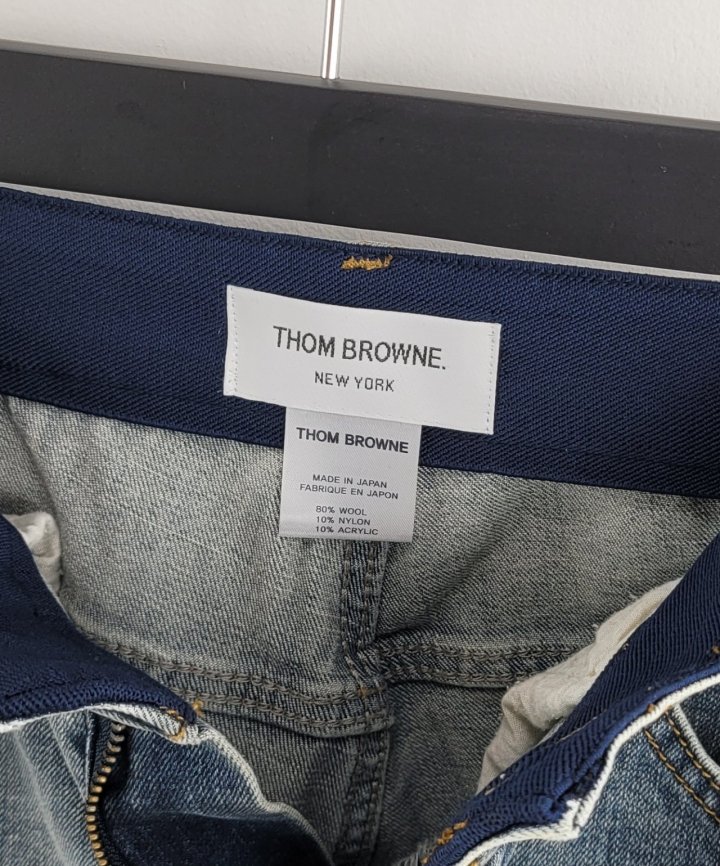 THOM BROWNE.
NEW YORK
THOM BROWNE
MADE IN JAPAN
FABRIQUE EN JAPON
80% WOOL
10% NYLON
10% ACRYLIC